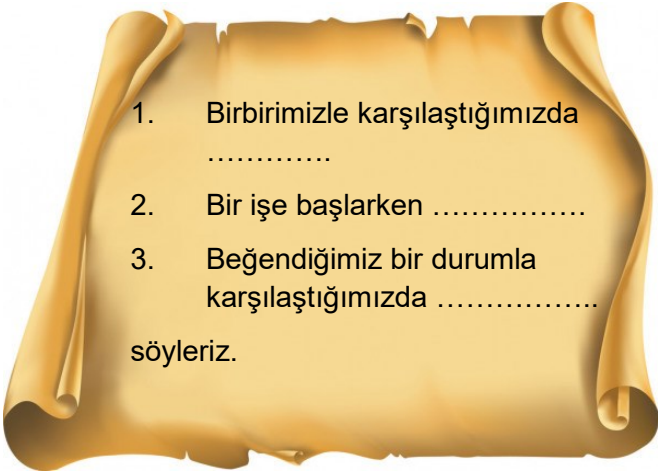 1. Birbirimizle karşılaştığımızda
………….
2. Bir işe başlarken …………….
3. Beğendiğimiz bir durumla
karşılaştığımızda ……………..
söyleriz.